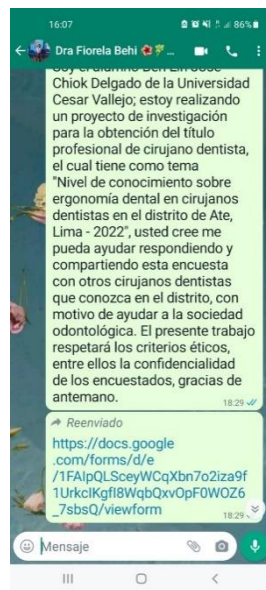 16:07
86%
Dra Fiorela Behi
Chiok Delgado de la Universidad
Cesar Vallejo; estoy realizando
un proyecto de investigación
para la obtención del título
profesional de cirujano dentista,
el cual tiene como tema
"Nivel de conocimiento sobre
ergonomía dental en cirujanos
dentistas en el distrito de Ate,
Lima - 2022", usted cree me
pueda ayudar respondiendo y
compartiendo esta encuesta
con otros cirujanos dentistas
que conozca en el distrito, con
motivo de ayudar a la sociedad
odontológica. El presente trabajo
respetará los criterios éticos,
entre ellos la confidencialidad
de los encuestados, gracias de
antemano.
18:29
Reenviado
https://docs.google
.com/forms/d/e
/1FAIpQLSceyWCqXbn7o2iza9f
1UrkcIKgfI8WqbQxvOpF0WOZ6
_7sbsQ/viewform
18:29
Mensaje